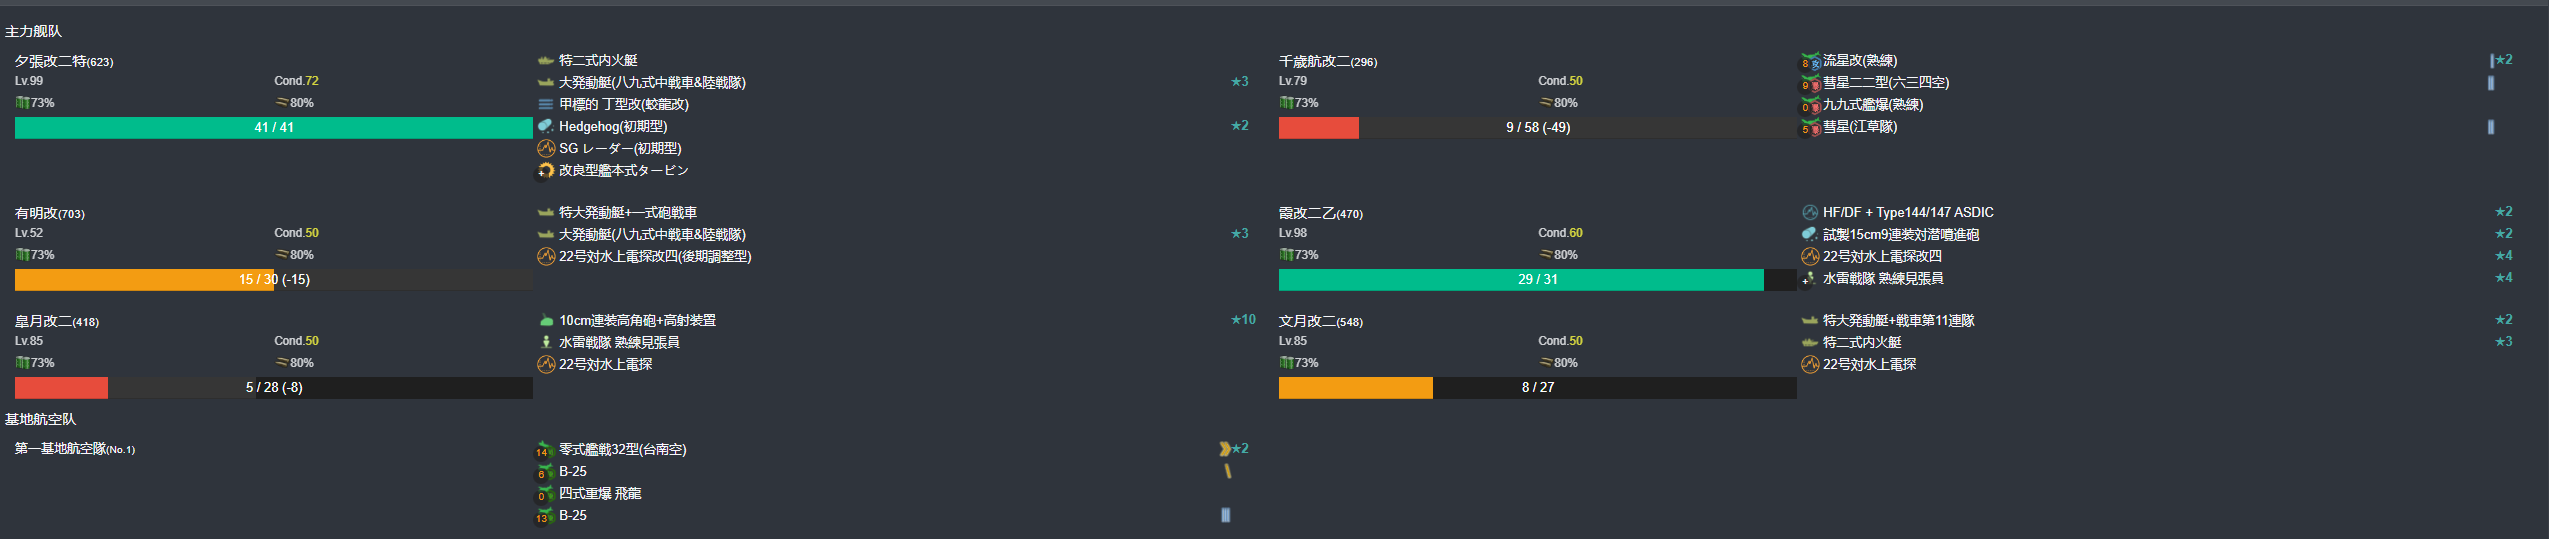 主力舰队
夕張改二特(623)
Lv.99 Cond.72
73% 80%
41 / 41
特二式内火艇
大発動艇(八九式中戦車&陸戦隊) ★3
甲標的 丁型改(蛟龍改)
Hedgehog(初期型) ★2
SG レーダー(初期型)
改良型艦本式タービン
千歳航改二(296)
Lv.79 Cond.50
73% 80%
9 / 58 (-49)
8 流星改(熟練) ★2
9 彗星二二型(六三四空)
0 九九式艦爆(熟練)
5 彗星(江草隊)
有明改(703)
Lv.52 Cond.50
73% 80%
15 / 30 (-15)
特大発動艇+一式砲戦車
大発動艇(八九式中戦車&陸戦隊) ★3
22号対水上電探改四(後期調整型)
霞改二乙(470)
Lv.98 Cond.60
73% 80%
29 / 31
HF/DF + Type144/147 ASDIC ★2
試製15cm9連装対潜噴進砲 ★2
22号対水上電探改四 ★4
水雷戦隊 熟練見張員 ★4
皐月改二(418)
Lv.85 Cond.50
73% 80%
5 / 28 (-8)
10cm連装高角砲+高射装置 ★10
水雷戦隊 熟練見張員
22号対水上電探
文月改二(548)
Lv.85 Cond.50
73% 80%
8 / 27
特大発動艇+戦車第11連隊 ★2
特二式内火艇 ★3
22号対水上電探
基地航空队
第一基地航空隊(No.1)
14 零式艦戦32型(台南空) ★2
6 B-25
0 四式重爆 飛龍
13 B-25